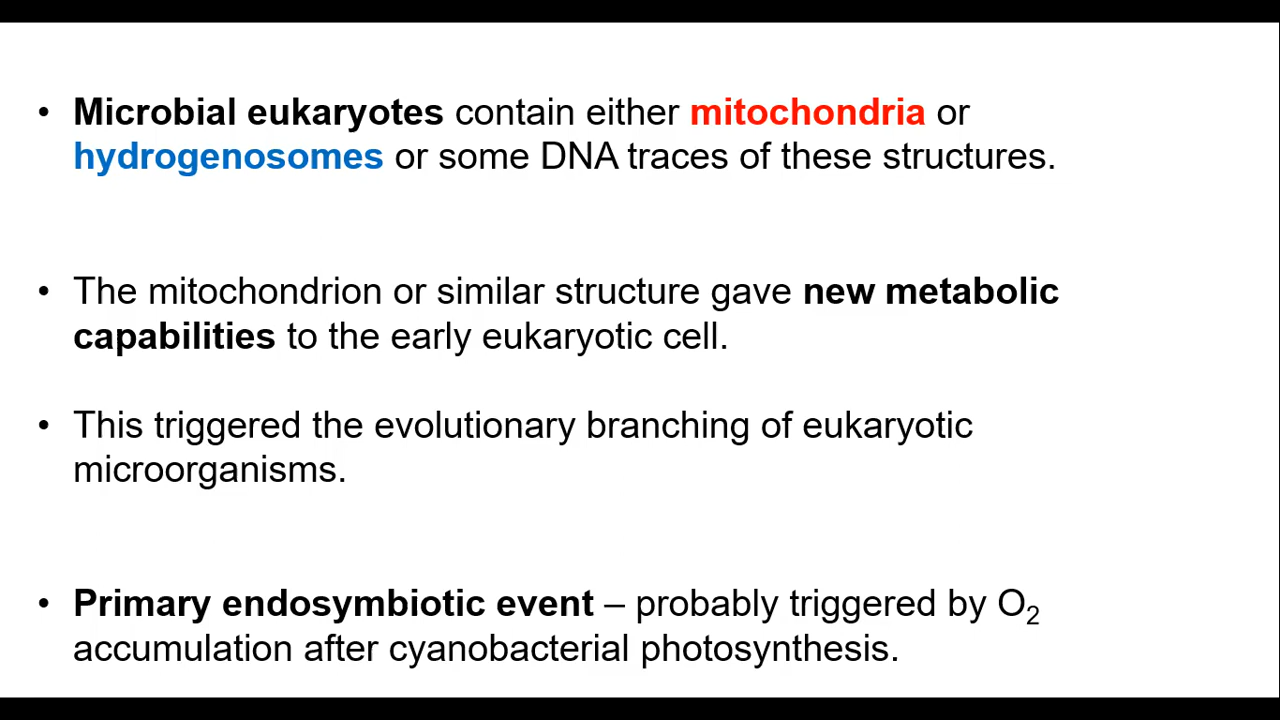 • Microbial eukaryotes contain either mitochondria or
hydrogenosomes or some DNA traces of these structures.
• The mitochondrion or similar structure gave new metabolic
capabilities to the early eukaryotic cell.
• This triggered the evolutionary branching of eukaryotic
microorganisms.
• Primary endosymbiotic event – probably triggered by O₂
accumulation after cyanobacterial photosynthesis.